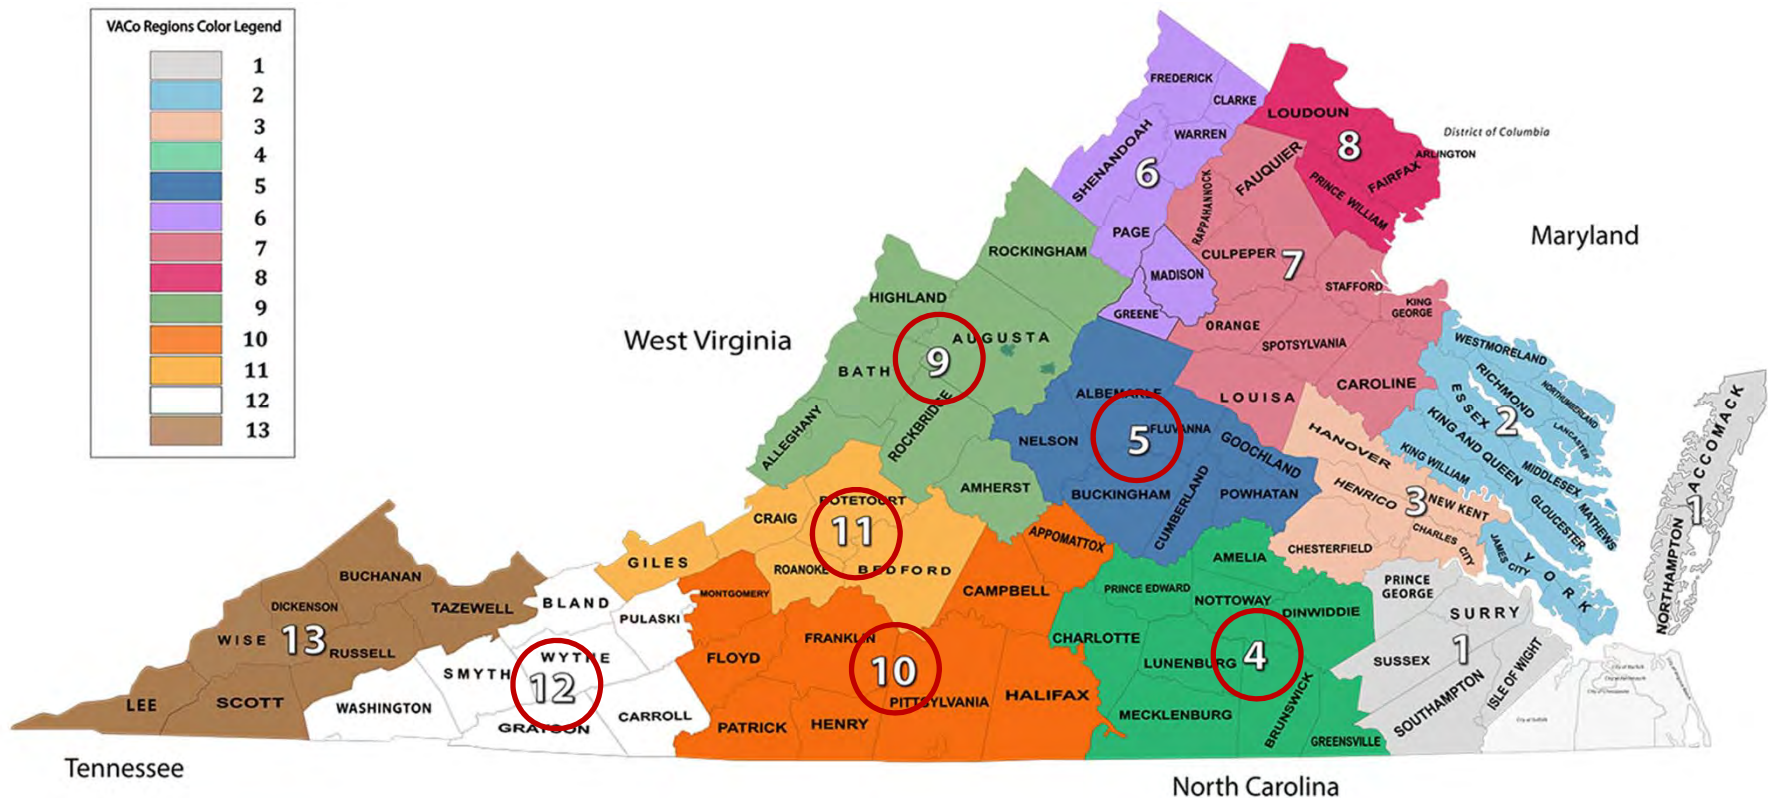 VACo Regions Color Legend
1
2
3
4
5
6
7
8
9
10
11
12
13
FREDERICK
CLARKE
LOUDOUN
District of Columbia
ARLINGTON
8
FAIRFAX
PRINCE WILLIAM
SHENANDOAH
WARREN
6
FAUQUIER
RAPPAHANNOCK
PAGE
Maryland
ROCKINGHAM
CULPEPER
7
MADISON
STAFFORD
HIGHLAND
GREENE
KING
GEORGE
ORANGE
West Virginia
AUGUSTA
SPOTSYLVANIA
WESTMORELAND
9
BATH
RICHMOND
NORTHUMBERLAND
ALBEMARLE
LOUISA
CAROLINE
ESSEX
2
LANCASTER
ACCOMACK
ALLEGHANY
ROCKBRIDGE
NELSON
5
FLUVANNA
GOOCHLAND
HANOVER
KING AND QUEEN
KING WILLIAM
MIDDLESEX
AMHERST
BUCKINGHAM
CUMBERLAND
POWHATAN
HENRICO
3
NEW KENT
GLOUCESTER
MATHEWS
1
NORTHAMPTON
BOTETOURT
CRAIG
11
APPOMATTOX
CHESTERFIELD
CHARLES
CITY
JAMES
CITY
YORK
GILES
ROANOKE
BEDFORD
AMELIA
BUCHANAN
DICKENSON
TAZEWELL
BLAND
PULASKI
MONTGOMERY
CAMPBELL
PRINCE EDWARD
NOTTOWAY
DINWIDDIE
PRINCE
GEORGE
SURRY
WISE
13
RUSSELL
FRANKLIN
CHARLOTTE
SMYTH
WYTHE
FLOYD
10
LUNENBURG
4
SUSSEX
1
ISLE OF WIGHT
12
LEE
SCOTT
WASHINGTON
GRAYSON
CARROLL
PATRICK
HENRY
PITTSYLVANIA
HALIFAX
MECKLENBURG
BRUNSWICK
GREENSVILLE
SOUTHAMPTON
Tennessee
North Carolina